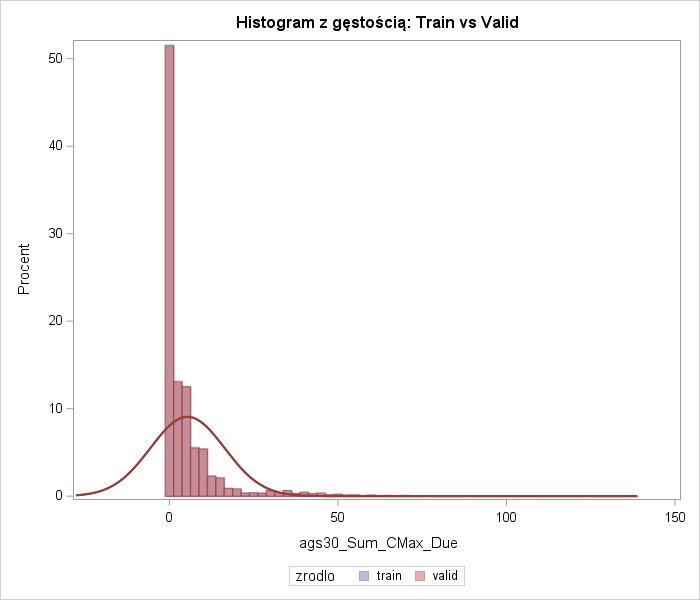 Histogram z gęstością: Train vs Valid
50
40
30
20
10
0
Procent
0 50 100 150
ags30_Sum_CMax_Due
zrodlo train valid